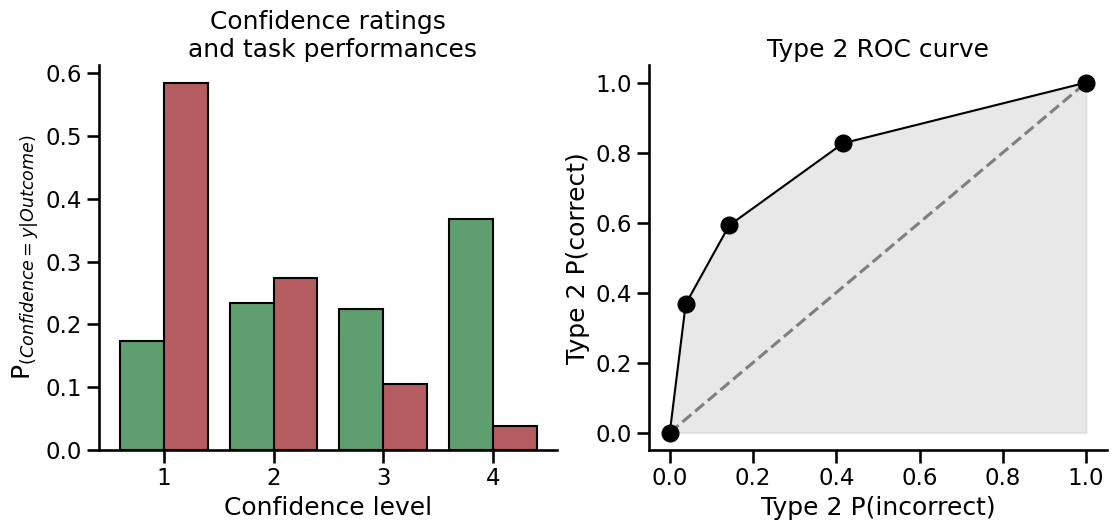 Confidence ratings
and task performances
0.6
0.5
0.4
0.3
0.2
0.1
0.0
P(Confidence = y|Outcome)
1 2 3 4
Confidence level
Type 2 ROC curve
1.0
0.8
0.6
0.4
0.2
0.0
Type 2 P(correct)
0.0 0.2 0.4 0.6 0.8 1.0
Type 2 P(incorrect)